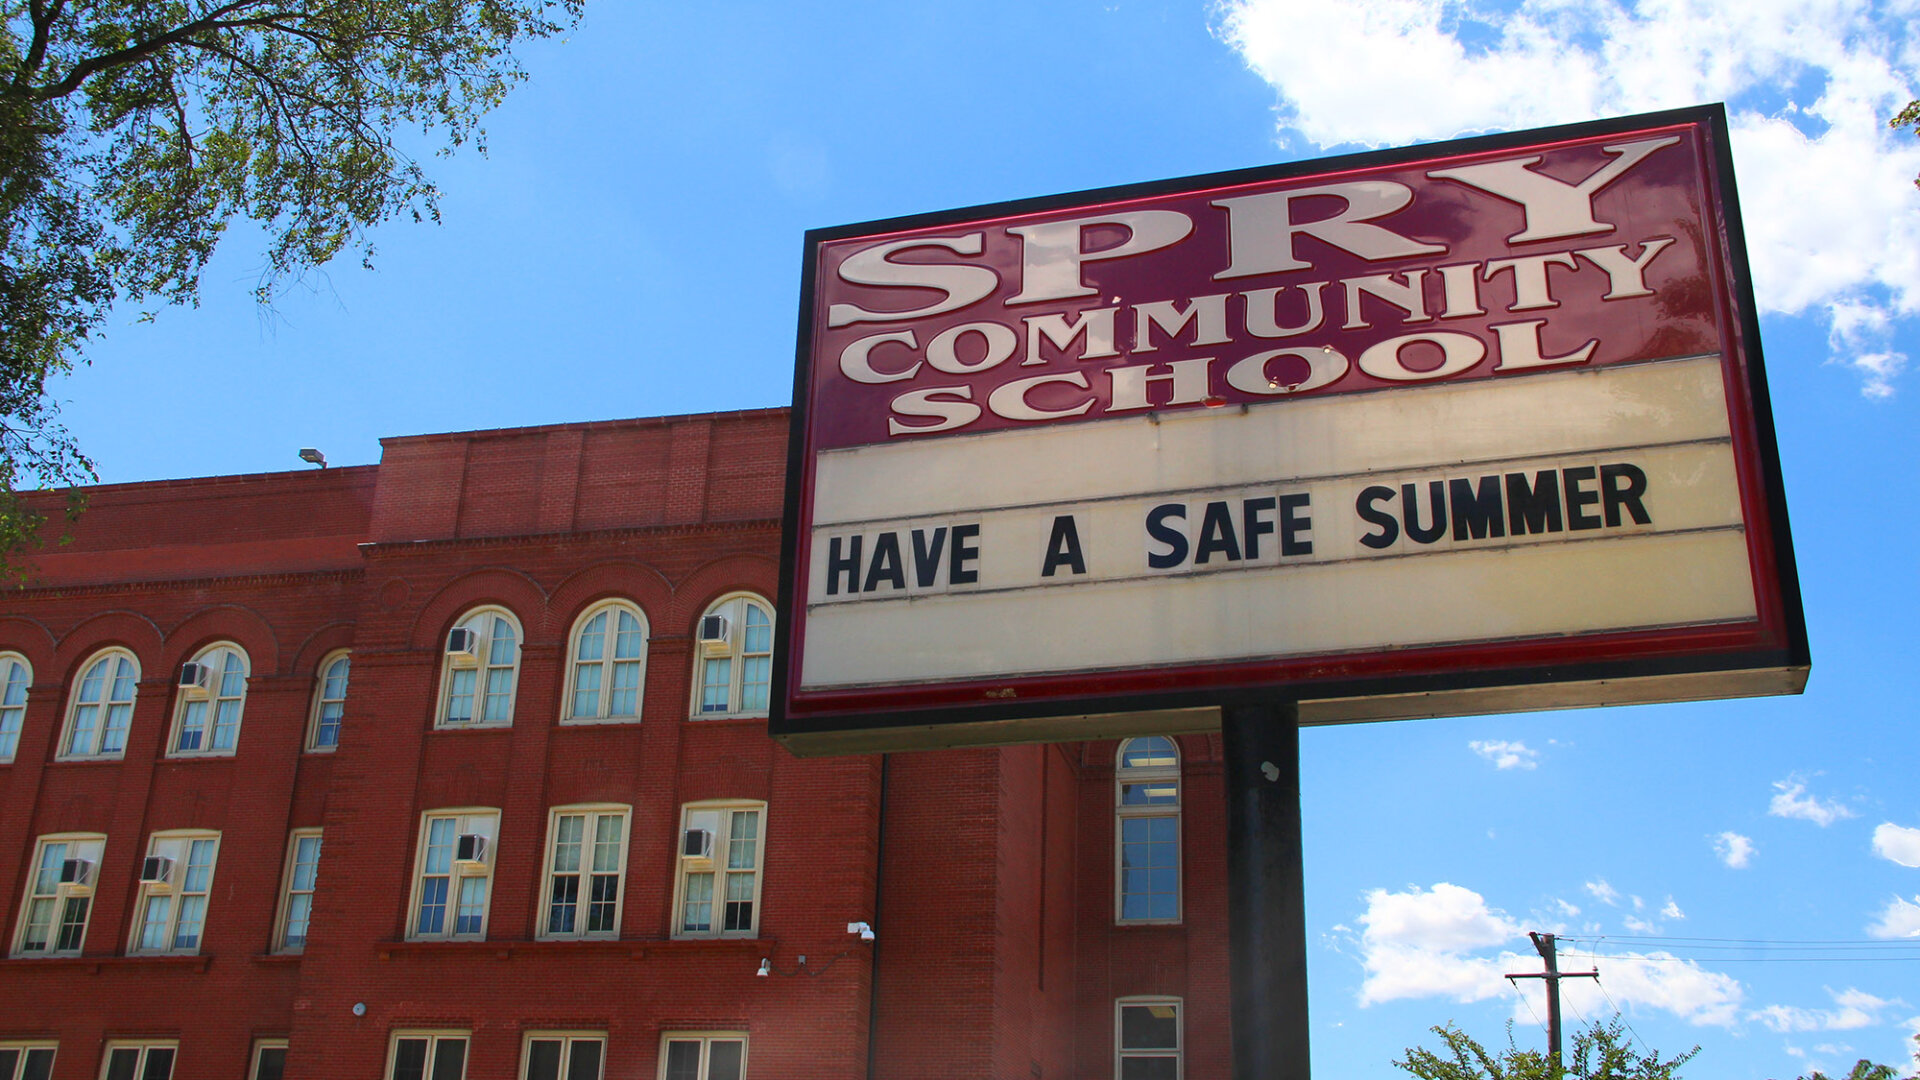 SPRY
COMMUNITY
SCHOOL
HAVE A SAFE SUMMER